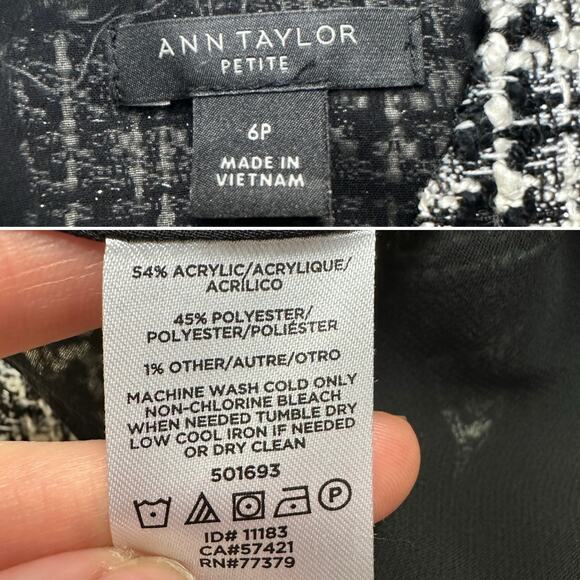 ANN TAYLOR
PETITE
6P
MADE IN
VIETNAM
54% ACRYLIC/ACRYLIQUE/
ACRÍLICO
45% POLYESTER/
POLYESTER/POLIÉSTER
1% OTHER/AUTRE/OTRO
MACHINE WASH COLD ONLY
NON-CHLORINE BLEACH
WHEN NEEDED TUMBLE DRY
LOW COOL IRON IF NEEDED
OR DRY CLEAN
501693
P
ID# 11183
CA#57421
RN#77379